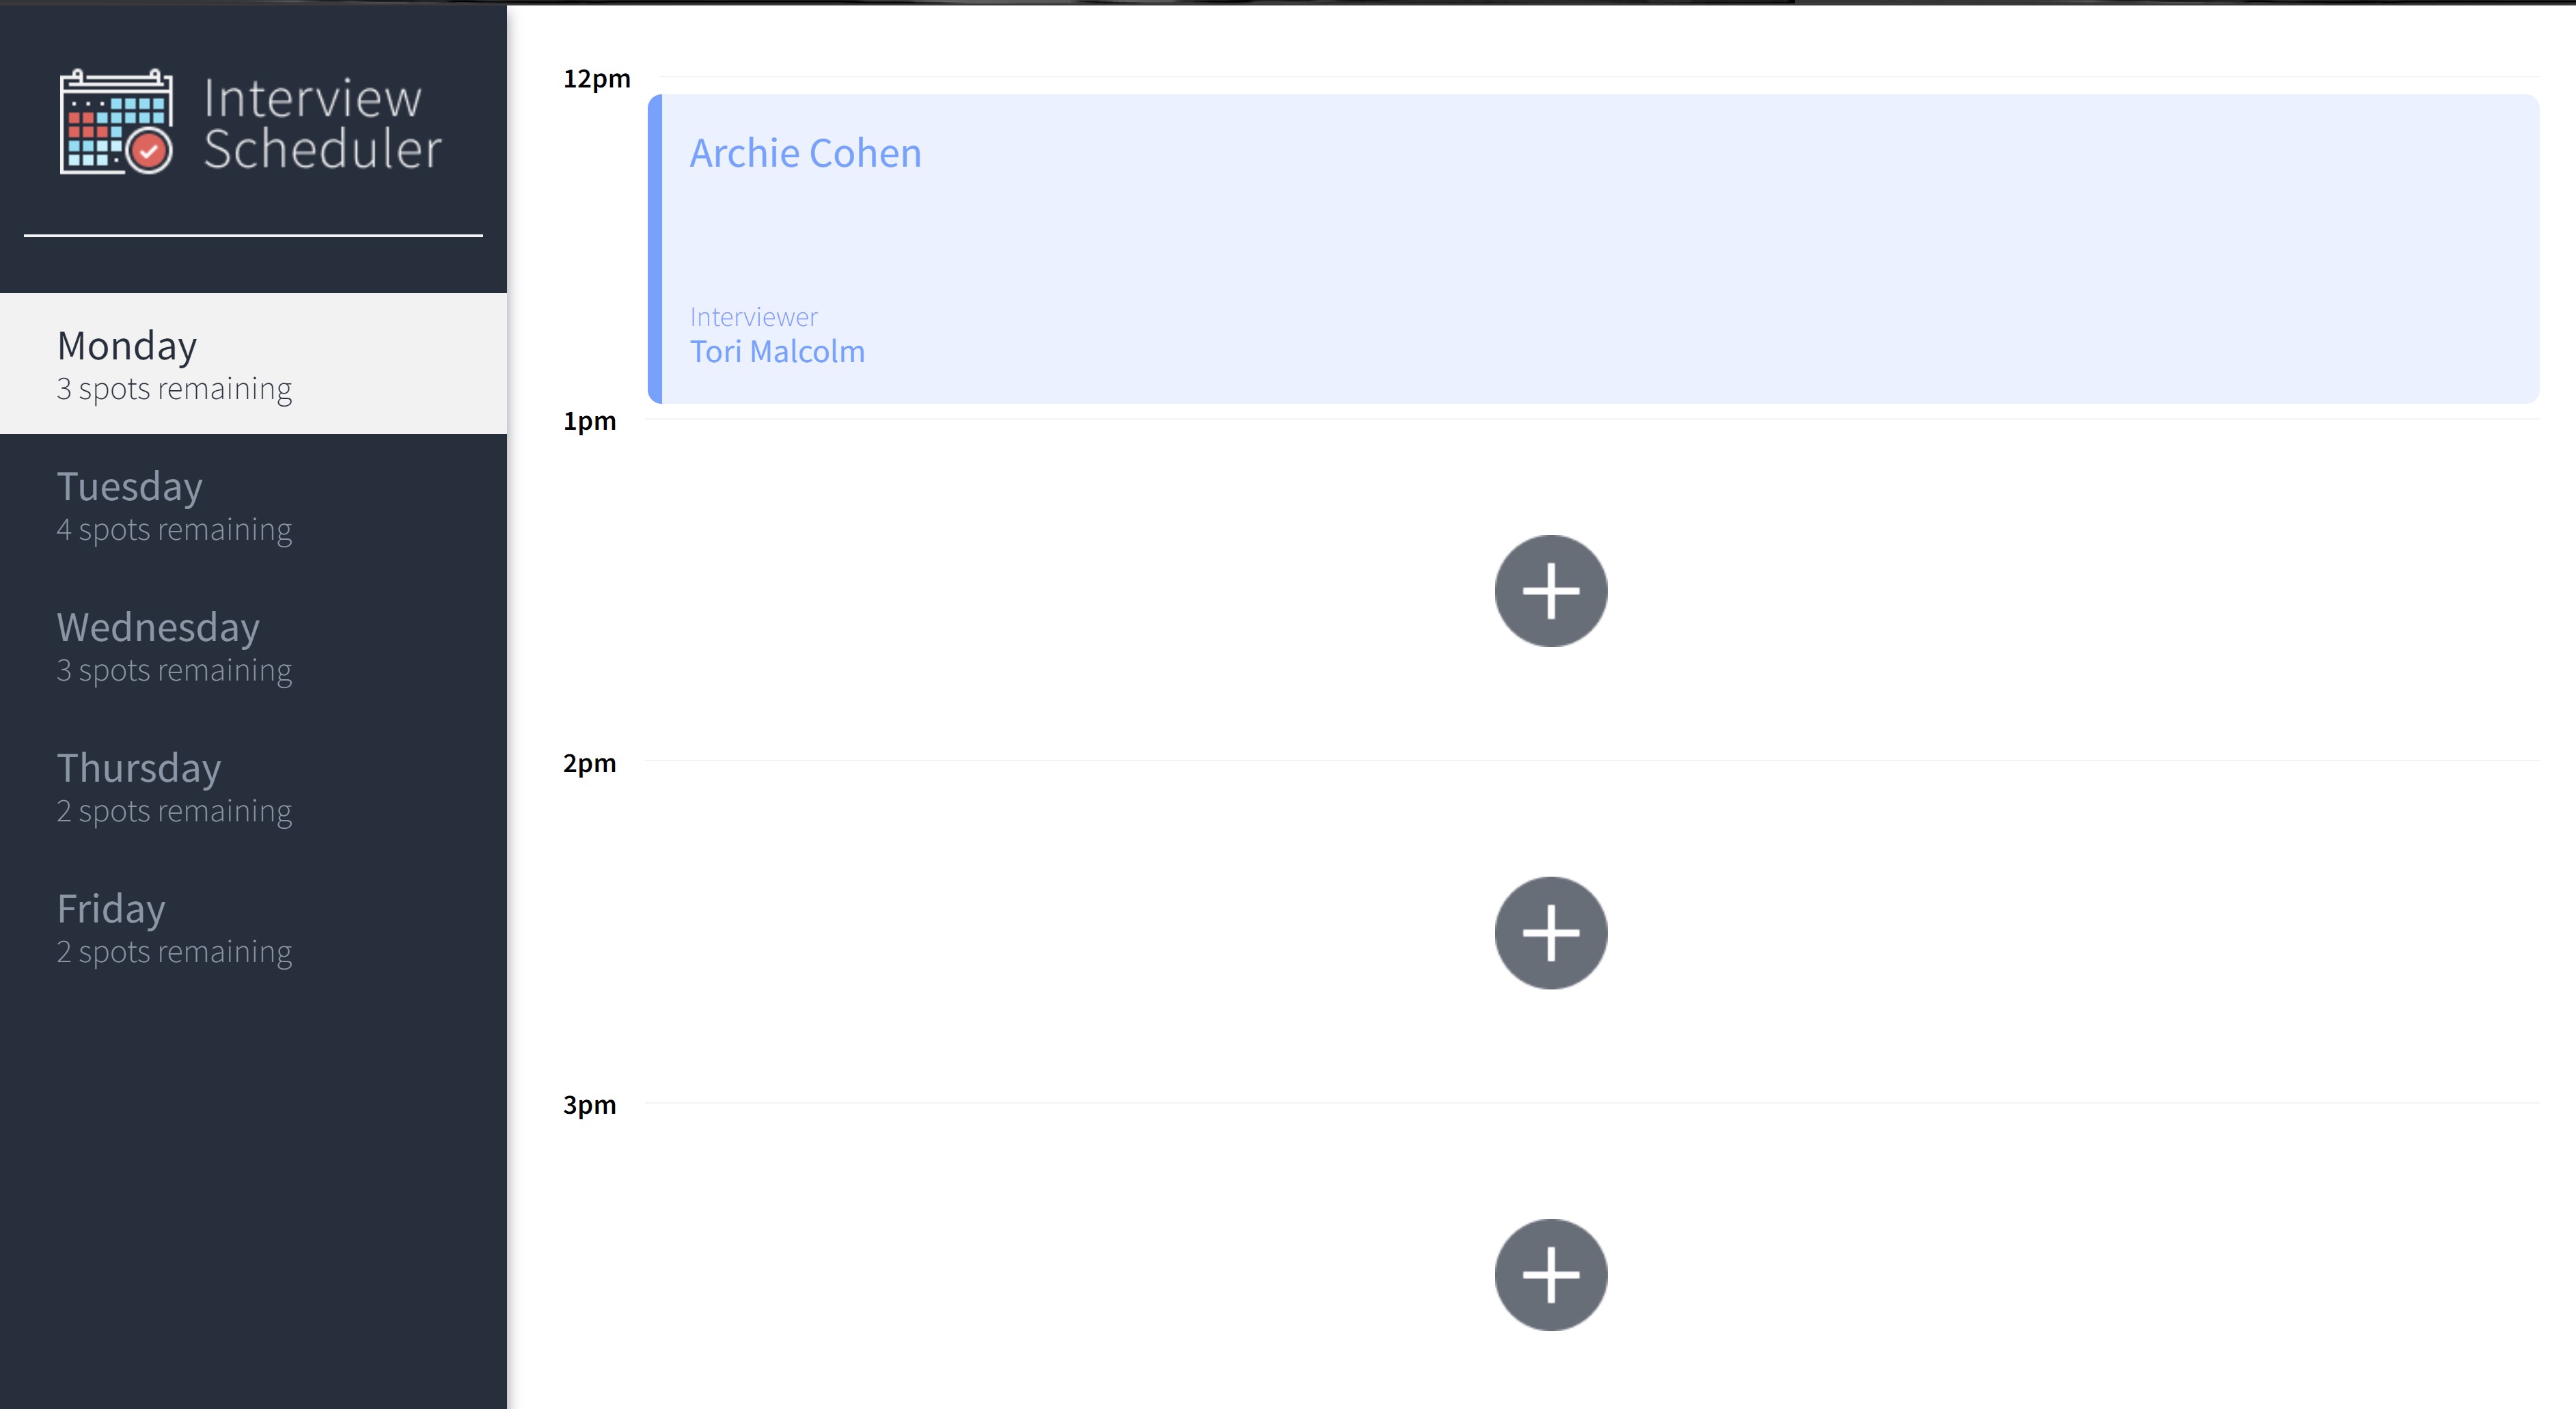 Interview
Scheduler
Monday
3 spots remaining
Tuesday
4 spots remaining
Wednesday
3 spots remaining
Thursday
2 spots remaining
Friday
2 spots remaining
12pm
Archie Cohen
Interviewer
Tori Malcolm
1pm
2pm
3pm